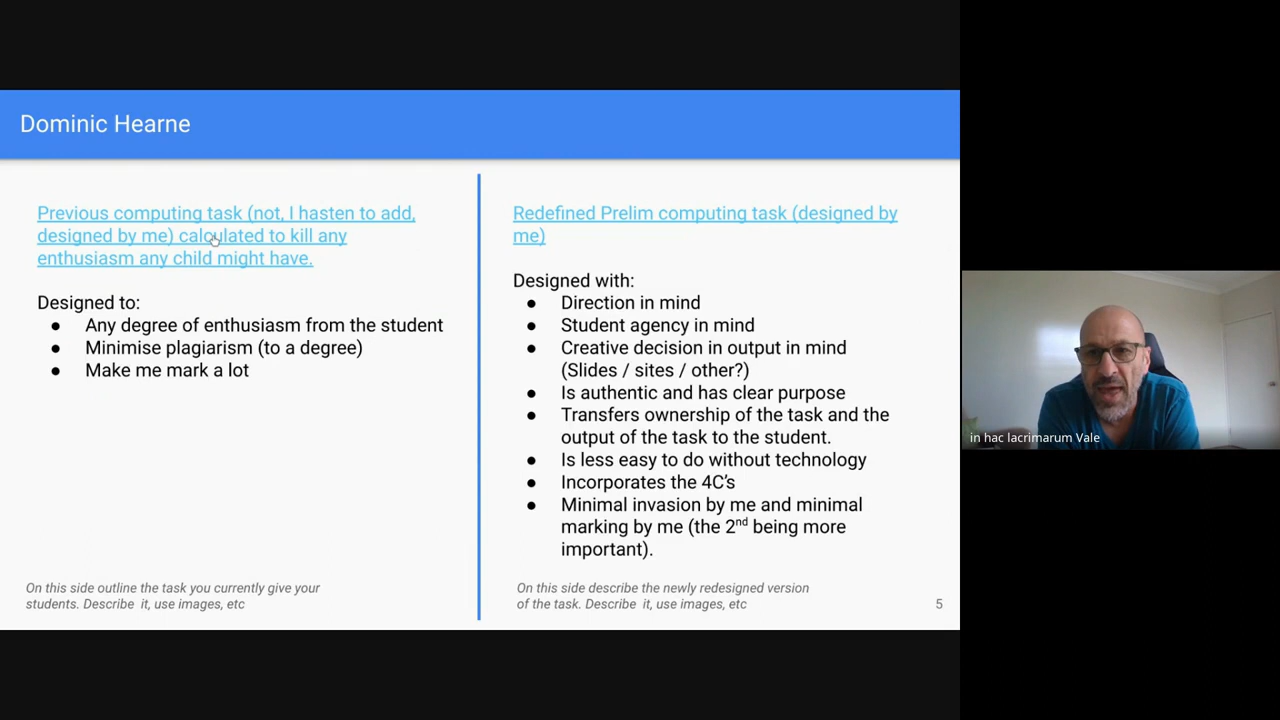 Dominic Hearne
Previous computing task (not, I hasten to add,
designed by me) calculated to kill any
enthusiasm any child might have.
Designed to:
● Any degree of enthusiasm from the student
● Minimise plagiarism (to a degree)
● Make me mark a lot
On this side outline the task you currently give your
students. Describe it, use images, etc
Redefined Prelim computing task (designed by
me)
Designed with:
● Direction in mind
● Student agency in mind
● Creative decision in output in mind
(Slides / sites / other?)
● Is authentic and has clear purpose
● Transfers ownership of the task and the
output of the task to the student.
● Is less easy to do without technology
● Incorporates the 4C's
● Minimal invasion by me and minimal
marking by me (the 2nd being more
important).
On this side describe the newly redesigned version
of the task. Describe it, use images, etc
5
in hac lacrimarum Vale